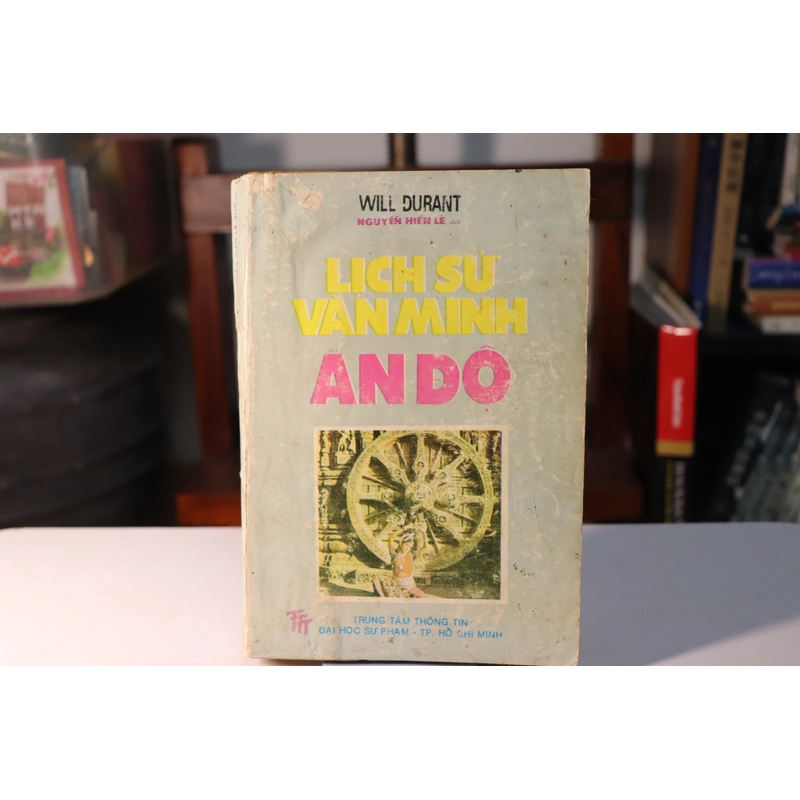 WILL DURANT
NGUYỄN HIẾN LÊ dịch
LỊCH SỬ
VĂN MINH
ẤN ĐỘ
TRUNG TÂM THÔNG TIN
ĐẠI HỌC SƯ PHẠM - TP. HỒ CHÍ MINH